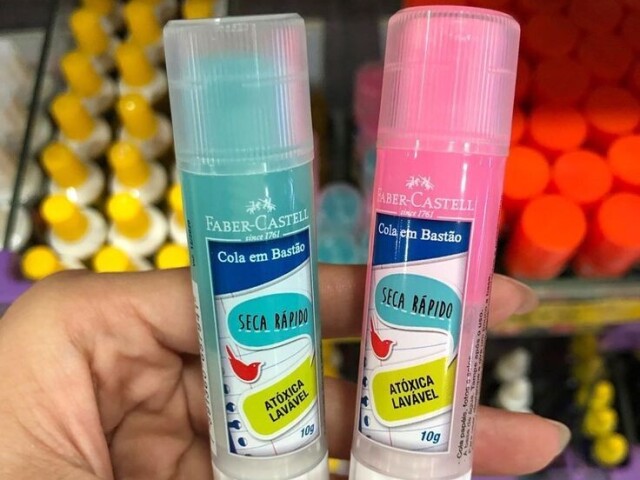 FABER-CASTELL
since 1761
Cola em Bastão
SECA RÁPIDO
ATÓXICA
LAVÁVEL
10g
FABER-CASTELL
since 1761
Cola em Bastão
SECA RÁPIDO
ATÓXICA
LAVÁVEL
10g